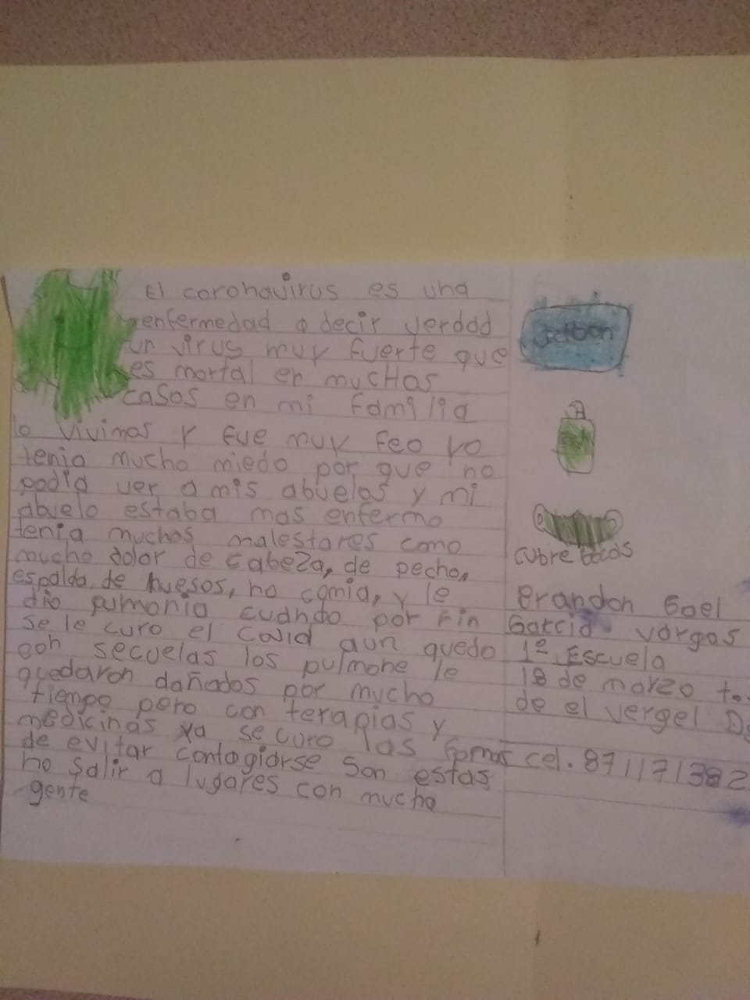 El coronavirus es una
enfermedad a decir verdad
un virus muy fuerte que
es mortal en mucHos
casos en mi familia
lo vivimos y fue muy feo yo
tenia mucho miedo por que no
podia ver a mis abuelos y mi
abuelo estaba mas enfermo
tenia muchos malestares como
mucho dolor de cabeza, de pecho,
espalda, de huesos, no comia, y le
dio pumonia cuando por fin
se le curo el Covid aun quedo
con secuelas los pulmone le
quedaron dañados por mucho
tiempo pero con terapias y
medicinas ya se curo las formas
de evitar contagiarse son estas
no salir a lugares con mucha
gente
Jabon
cubre bocas
Brandon Gael
Garcia vargas
1º Escuela
18 de marzo
de el vergel
cel. 871171382